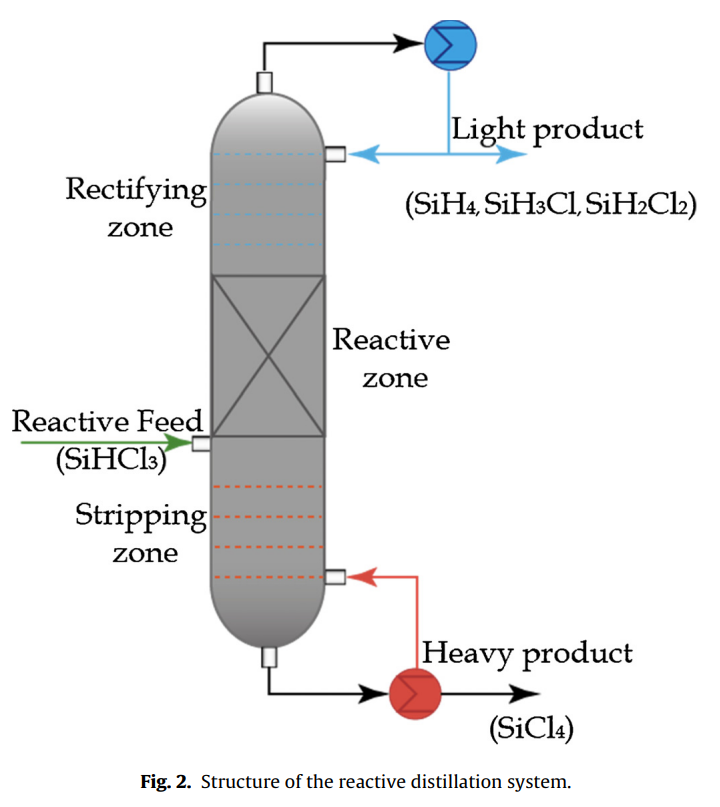 Light product
(SiH₄, SiH₃Cl, SiH₂Cl₂)
Rectifying
zone
Reactive
zone
Reactive Feed
(SiHCl₃)
Stripping
zone
Heavy product
(SiCl₄)
Fig. 2. Structure of the reactive distillation system.